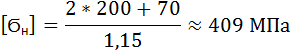 [σн] = (2 * 200 + 70) / 1,15 ≈ 409 МПа